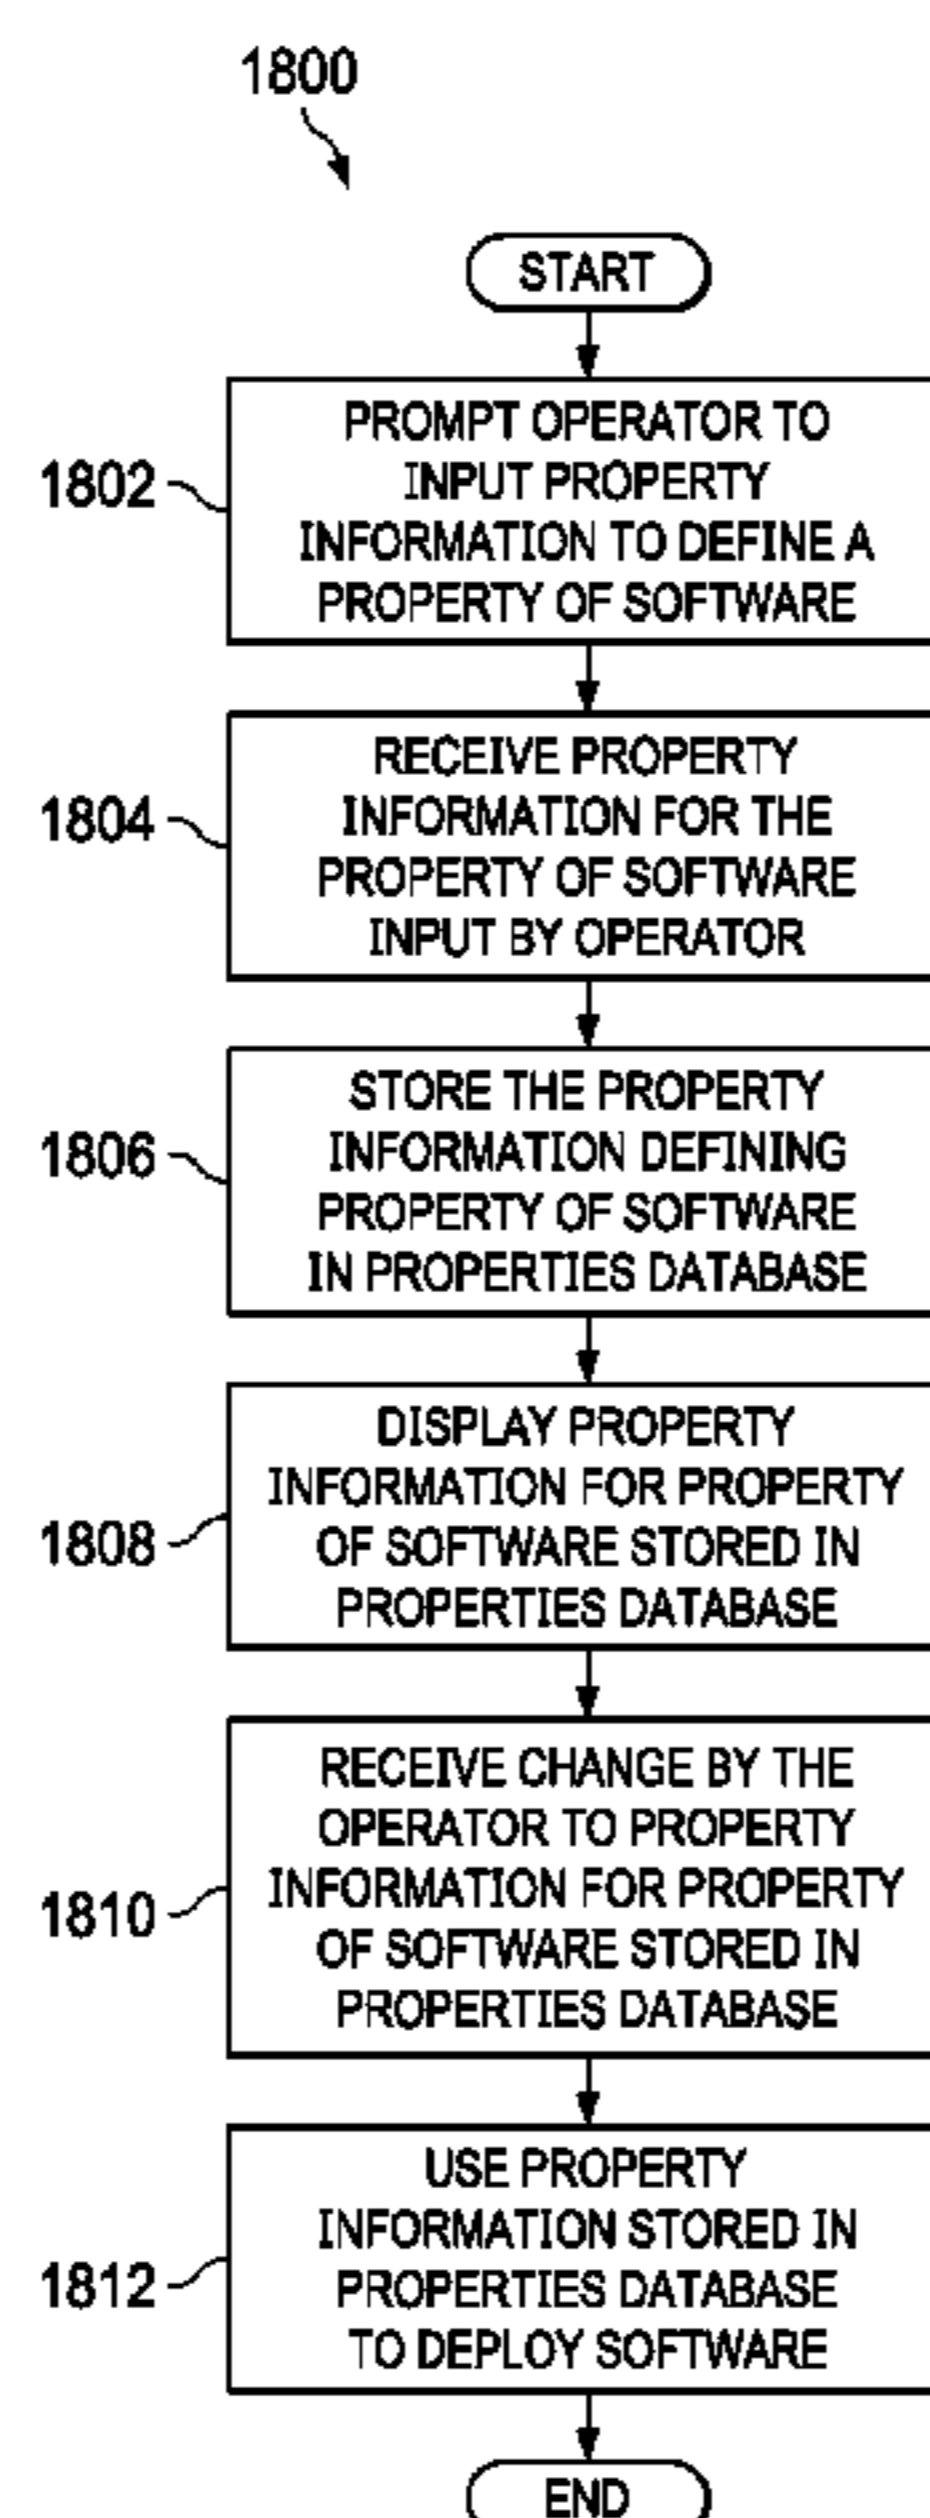 1800
START
1802
PROMPT OPERATOR TO
INPUT PROPERTY
INFORMATION TO DEFINE A
PROPERTY OF SOFTWARE
1804
RECEIVE PROPERTY
INFORMATION FOR THE
PROPERTY OF SOFTWARE
INPUT BY OPERATOR
1806
STORE THE PROPERTY
INFORMATION DEFINING
PROPERTY OF SOFTWARE
IN PROPERTIES DATABASE
1808
DISPLAY PROPERTY
INFORMATION FOR PROPERTY
OF SOFTWARE STORED IN
PROPERTIES DATABASE
1810
RECEIVE CHANGE BY THE
OPERATOR TO PROPERTY
INFORMATION FOR PROPERTY
OF SOFTWARE STORED IN
PROPERTIES DATABASE
1812
USE PROPERTY
INFORMATION STORED IN
PROPERTIES DATABASE
TO DEPLOY SOFTWARE
END